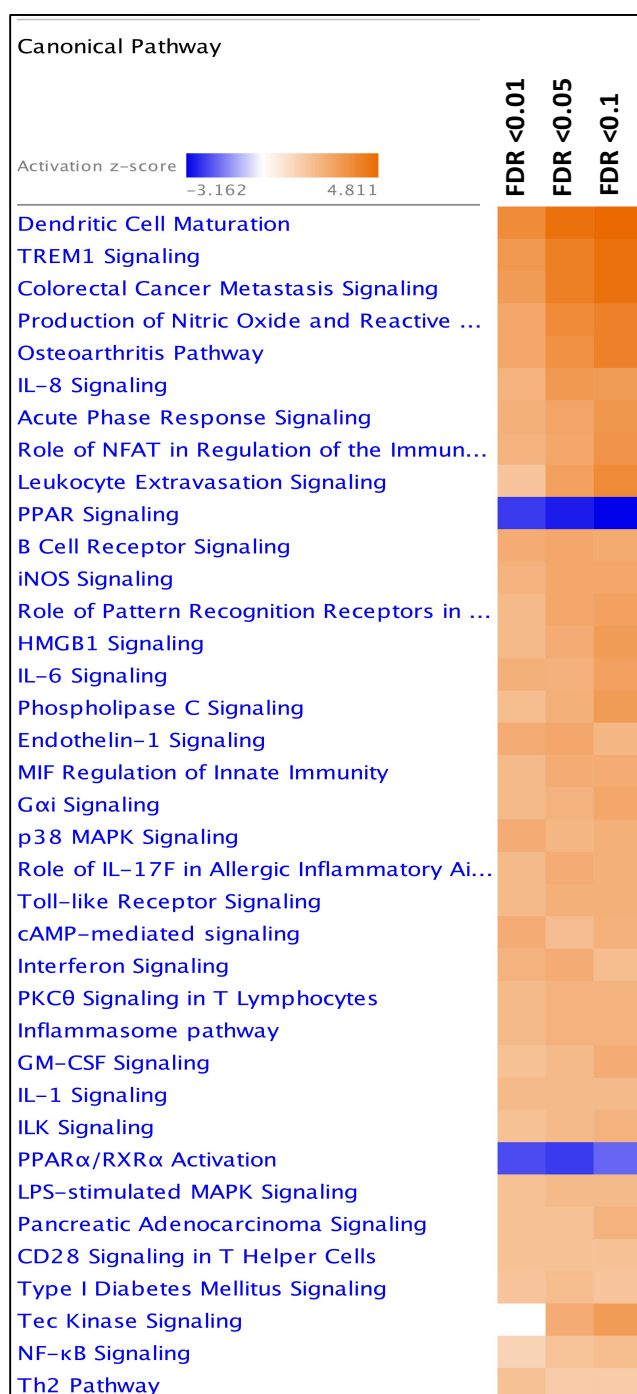 Canonical Pathway
FDR <0.01
FDR <0.05
FDR <0.1
Activation z-score
-3.162 4.811
Dendritic Cell Maturation
TREM1 Signaling
Colorectal Cancer Metastasis Signaling
Production of Nitric Oxide and Reactive ...
Osteoarthritis Pathway
IL-8 Signaling
Acute Phase Response Signaling
Role of NFAT in Regulation of the Immun...
Leukocyte Extravasation Signaling
PPAR Signaling
B Cell Receptor Signaling
iNOS Signaling
Role of Pattern Recognition Receptors in ...
HMGB1 Signaling
IL-6 Signaling
Phospholipase C Signaling
Endothelin-1 Signaling
MIF Regulation of Innate Immunity
Gαi Signaling
p38 MAPK Signaling
Role of IL-17F in Allergic Inflammatory Ai...
Toll-like Receptor Signaling
cAMP-mediated signaling
Interferon Signaling
PKCθ Signaling in T Lymphocytes
Inflammasome pathway
GM-CSF Signaling
IL-1 Signaling
ILK Signaling
PPARα/RXRα Activation
LPS-stimulated MAPK Signaling
Pancreatic Adenocarcinoma Signaling
CD28 Signaling in T Helper Cells
Type I Diabetes Mellitus Signaling
Tec Kinase Signaling
NF-κB Signaling
Th2 Pathway